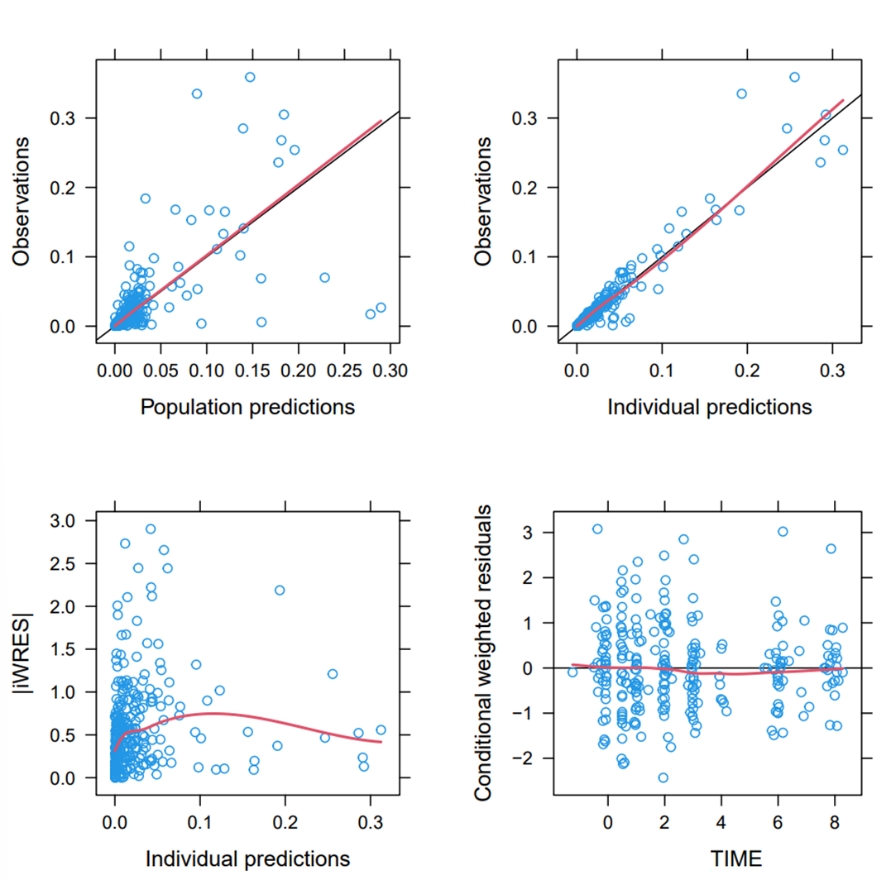 0.3
0.2
0.1
0.0
Observations
0.00 0.05 0.10 0.15 0.20 0.25 0.30
Population predictions
0.3
0.2
0.1
0.0
Observations
0.0 0.1 0.2 0.3
Individual predictions
3.0
2.5
2.0
1.5
1.0
0.5
0.0
|iWRES|
0.0 0.1 0.2 0.3
Individual predictions
3
2
1
0
−1
−2
Conditional weighted residuals
0 2 4 6 8
TIME